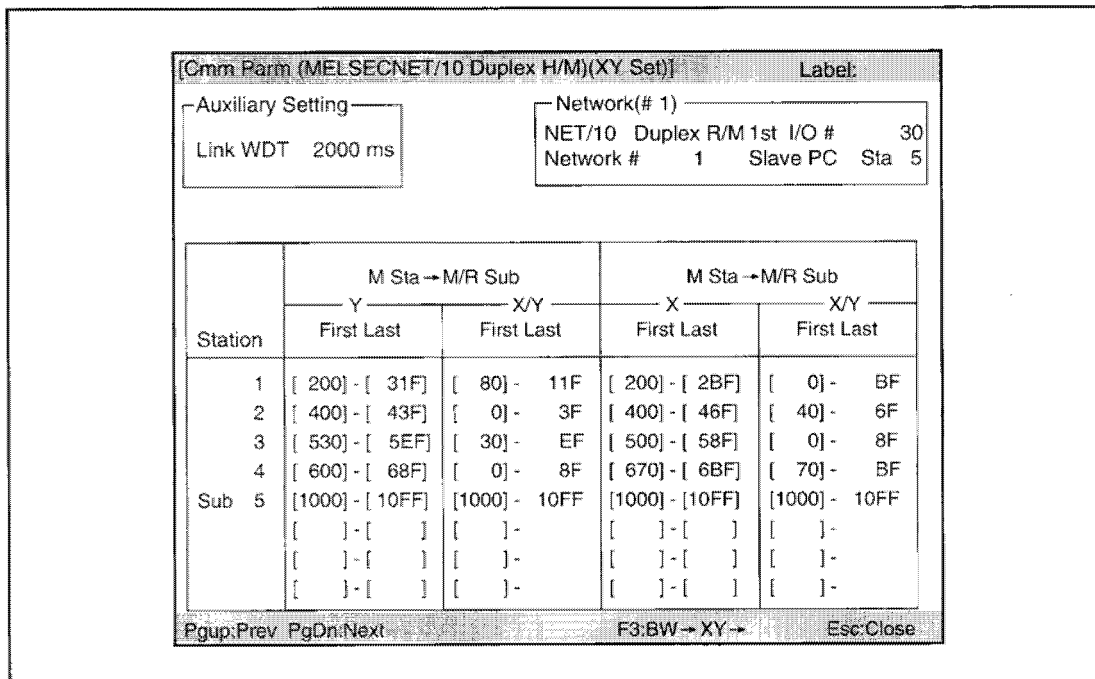 [Cmm Parm (MELSECNET/10 Duplex H/M)(XY Set)] Label:
Auxiliary Setting
Link WDT 2000 ms
Network(# 1)
NET/10 Duplex R/M 1st I/O # 30
Network # 1 Slave PC Sta 5
M Sta→M/R Sub M Sta→M/R Sub
Y X/Y X X/Y
Station First Last First Last First Last First Last
1 [ 200] - [ 31F] [ 80] - 11F [ 200] - [ 2BF] [ 0] - BF
2 [ 400] - [ 43F] [ 0] - 3F [ 400] - [ 46F] [ 40] - 6F
3 [ 530] - [ 5EF] [ 30] - EF [ 500] - [ 58F] [ 0] - 8F
4 [ 600] - [ 68F] [ 0] - 8F [ 670] - [ 6BF] [ 70] - BF
Sub 5 [1000] - [10FF] [1000] - 10FF [1000] - [10FF] [1000] - 10FF
[ ] - [ ] [ ] - [ ] - [ ] [ ] -
[ ] - [ ] [ ] - [ ] - [ ] [ ] -
[ ] - [ ] [ ] - [ ] - [ ] [ ] -
Pgup:Prev PgDn:Next F3:BW→XY→ Esc:Close